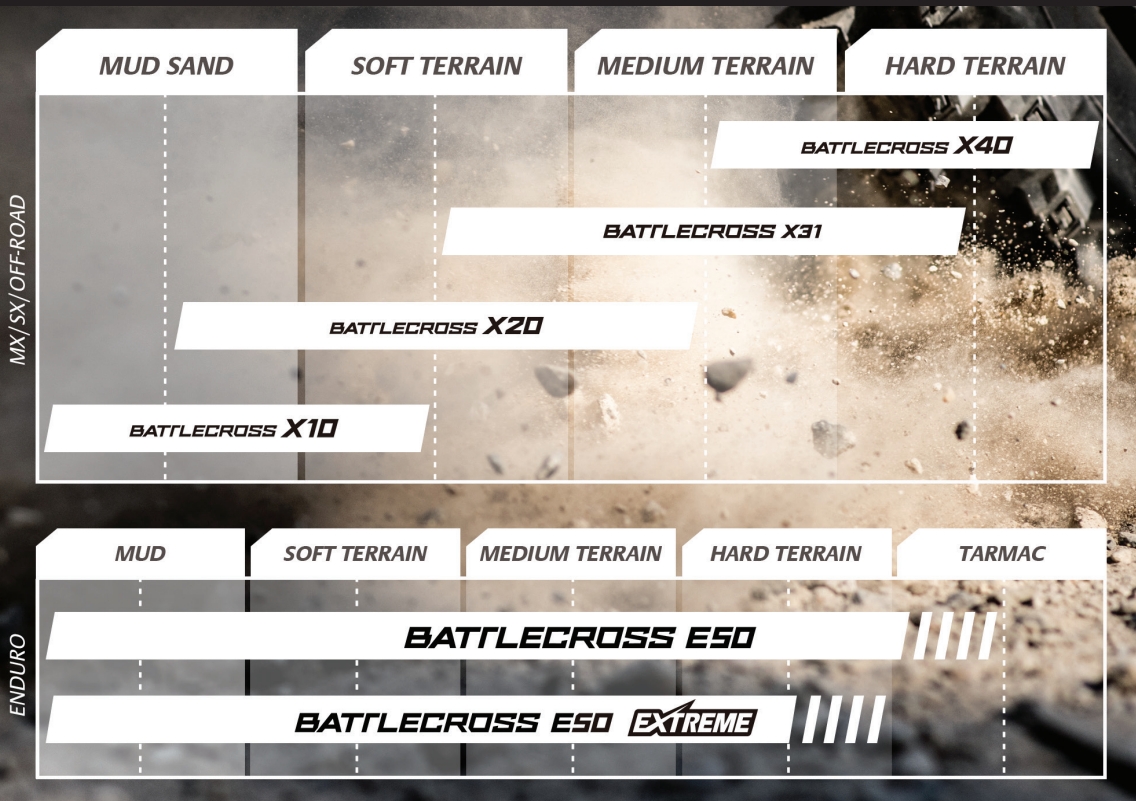 MUD SAND
SOFT TERRAIN
MEDIUM TERRAIN
HARD TERRAIN
MX/SX/OFF-ROAD
BATTLECROSS X40
BATTLECROSS X31
BATTLECROSS X20
BATTLECROSS X10
MUD
SOFT TERRAIN
MEDIUM TERRAIN
HARD TERRAIN
TARMAC
ENDURO
BATTLECROSS E50
BATTLECROSS E50 EXTREME